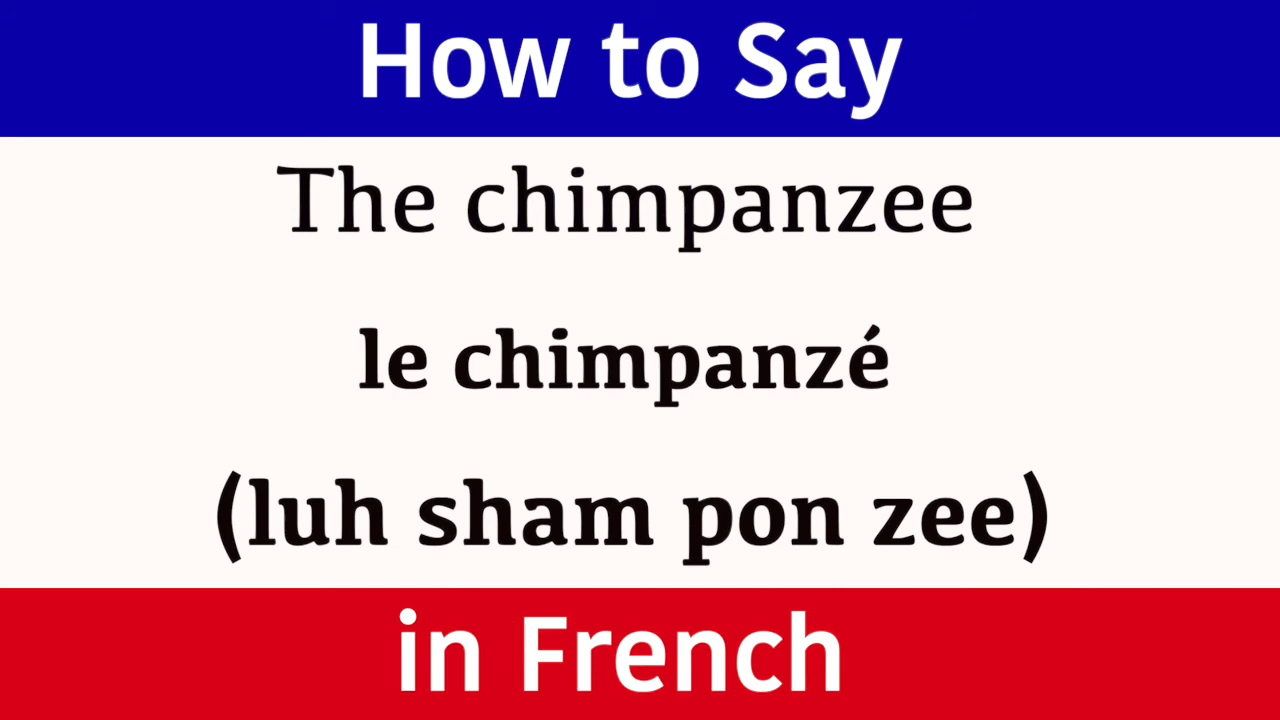 How to Say
The chimpanzee
le chimpanzé
(luh sham pon zee)
in French